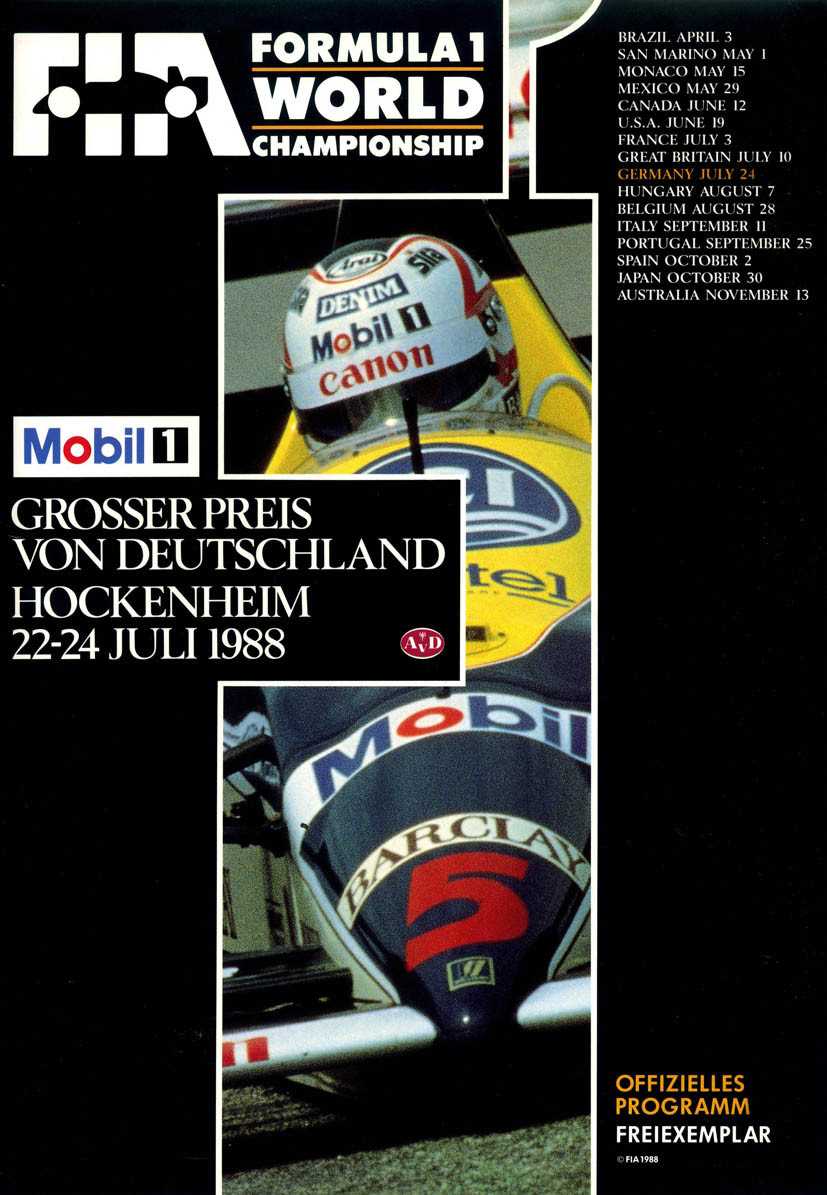 FIA
FORMULA 1
WORLD
CHAMPIONSHIP
BRAZIL APRIL 3
SAN MARINO MAY 1
MONACO MAY 15
MEXICO MAY 29
CANADA JUNE 12
U.S.A. JUNE 19
FRANCE JULY 3
GREAT BRITAIN JULY 10
GERMANY JULY 24
HUNGARY AUGUST 7
BELGIUM AUGUST 28
ITALY SEPTEMBER 11
PORTUGAL SEPTEMBER 25
SPAIN OCTOBER 2
JAPAN OCTOBER 30
AUSTRALIA NOVEMBER 13
Arai
DENIM
Mobil 1
Canon
Mobil 1
GROSSER PREIS
VON DEUTSCHLAND
HOCKENHEIM
22-24 JULI 1988
AvD
CI
tel
Mobil
BARCLAY
5
OFFIZIELLES
PROGRAMM
FREIEXEMPLAR
© FIA 1988